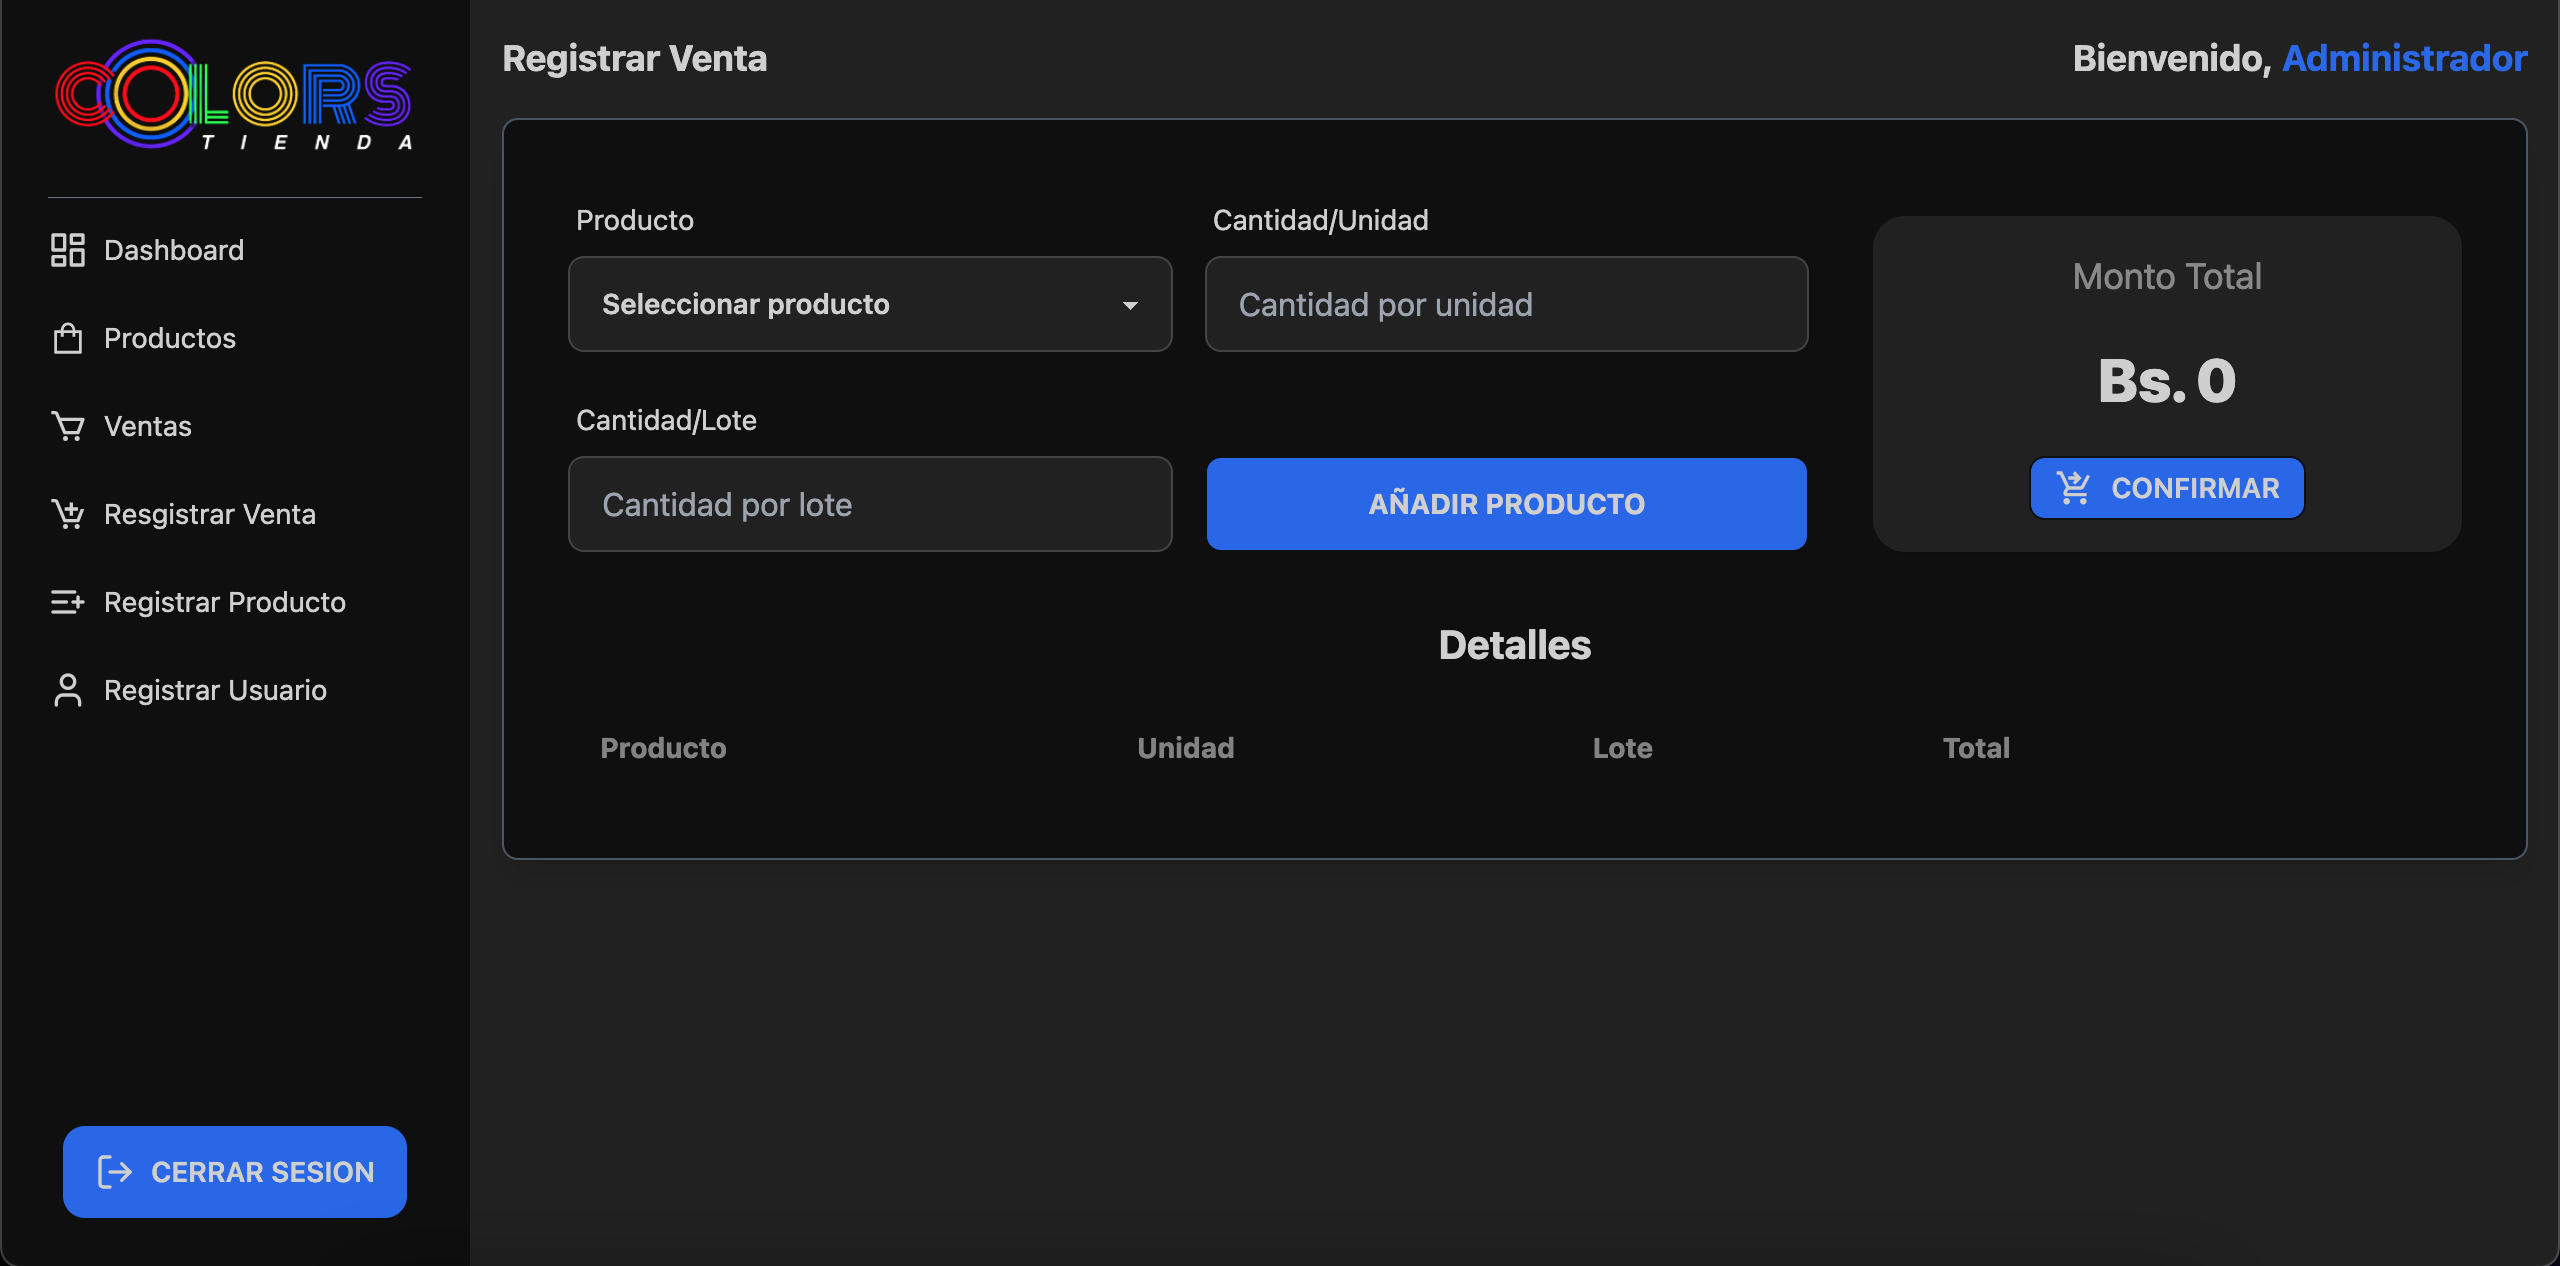 COLORS
TIENDA
Dashboard
Productos
Ventas
Resgistrar Venta
Registrar Producto
Registrar Usuario
CERRAR SESION
Registrar Venta
Bienvenido, Administrador
Producto
Seleccionar producto
Cantidad/Unidad
Cantidad por unidad
Cantidad/Lote
Cantidad por lote
AÑADIR PRODUCTO
Monto Total
Bs. 0
CONFIRMAR
Detalles
Producto Unidad Lote Total